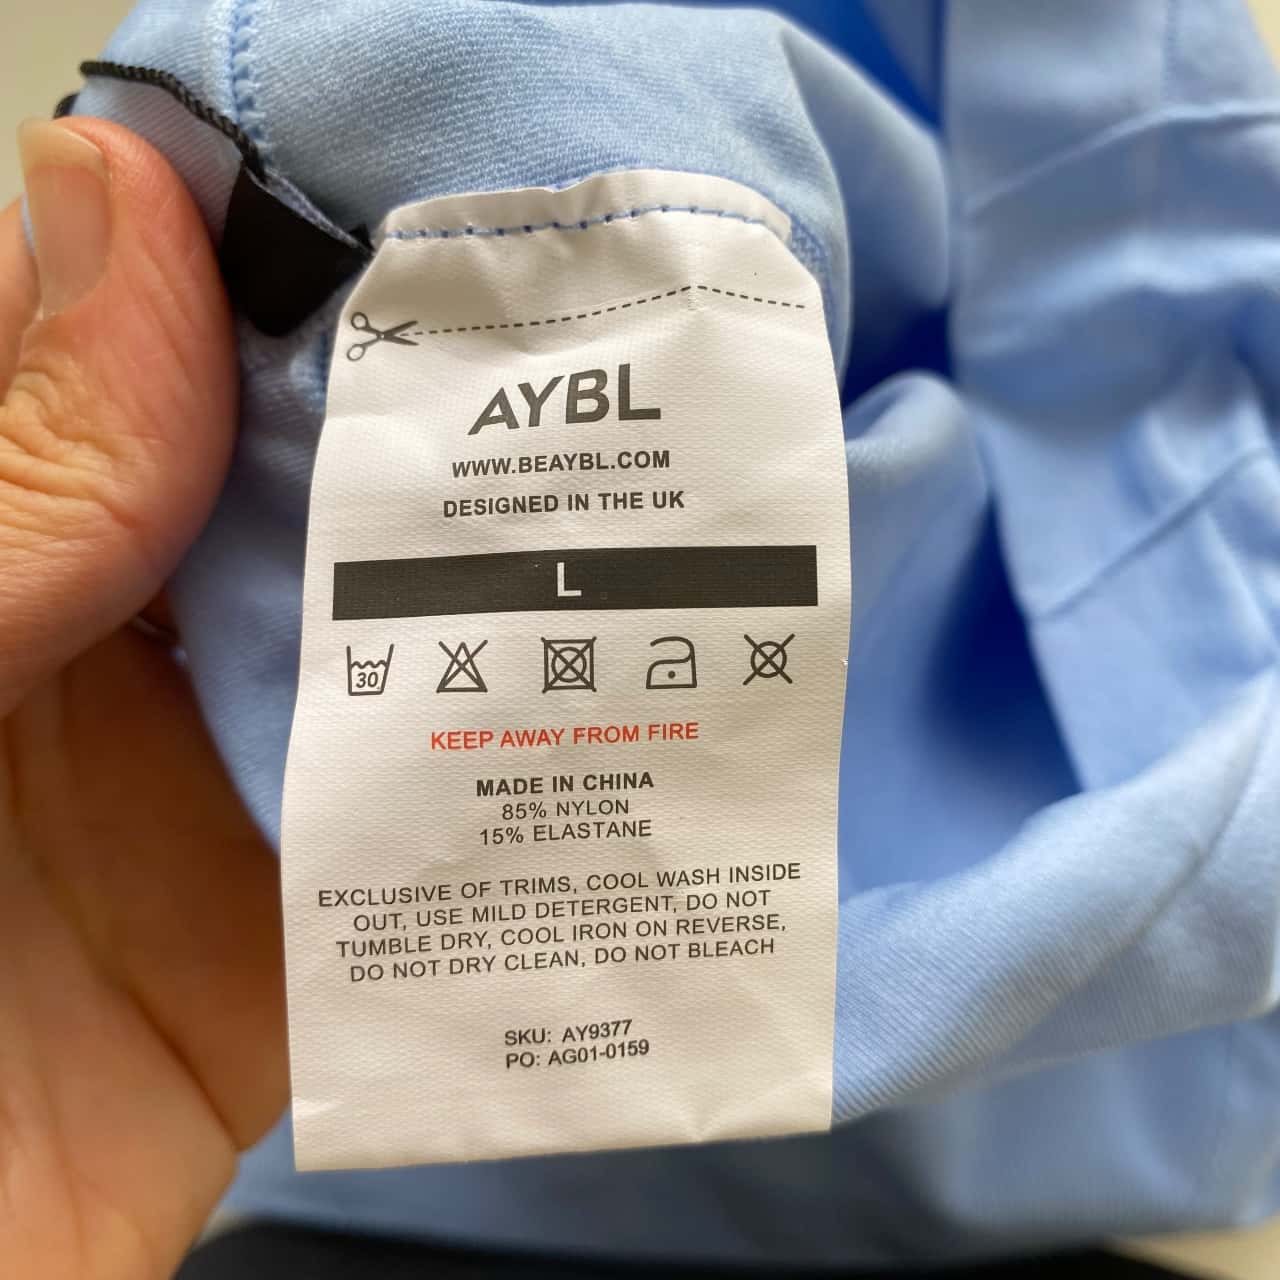 AYBL
WWW.BEAYBL.COM
DESIGNED IN THE UK
L
30
KEEP AWAY FROM FIRE
MADE IN CHINA
85% NYLON
15% ELASTANE
EXCLUSIVE OF TRIMS, COOL WASH INSIDE
OUT, USE MILD DETERGENT, DO NOT
TUMBLE DRY, COOL IRON ON REVERSE,
DO NOT DRY CLEAN, DO NOT BLEACH
SKU: AY9377
PO: AG01-0159